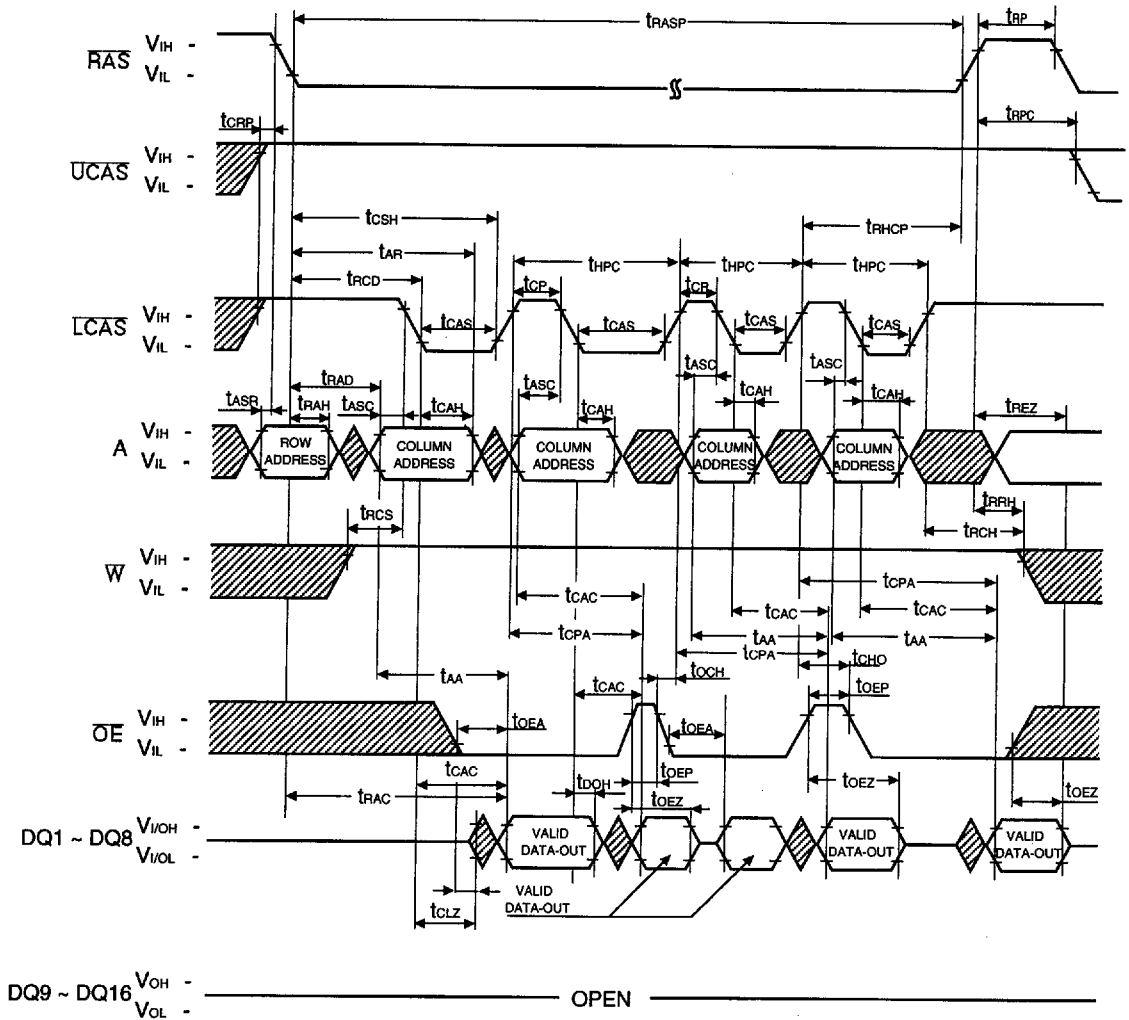 tRASP tRP
RAS VIH -
VIL -
tCRP tRPC
UCAS VIH -
VIL -
tCSH tRHCP
tAR tHPC tHPC tHPC
tRCD tCP tCP
LCAS VIH -
VIL -
tCAS tCAS tCAS tCAS
tRAD tASC tASC tASC
tASR tRAH tASC tCAH tCAH tCAH tCAH tREZ
A VIH -
VIL -
ROW ADDRESS
COLUMN ADDRESS
COLUMN ADDRESS
COLUMN ADDRESS
COLUMN ADDRESS
tRRH
tRCS tRCH
W VIH -
VIL -
tCPA
tCAC tCAC tCAC
tCPA tAA tAA
tCPA tCHO
tAA tCAC tOCH tOEP
OE VIH -
VIL -
tOEA tOEA
tCAC tDOH tOEP tOEZ
tRAC tOEZ tOEZ
DQ1 ~ DQ8 VI/OH -
VI/OL -
VALID DATA-OUT
VALID DATA-OUT
VALID DATA-OUT
VALID
DATA-OUT
tCLZ
DQ9 ~ DQ16 VOH -
VOL -
OPEN